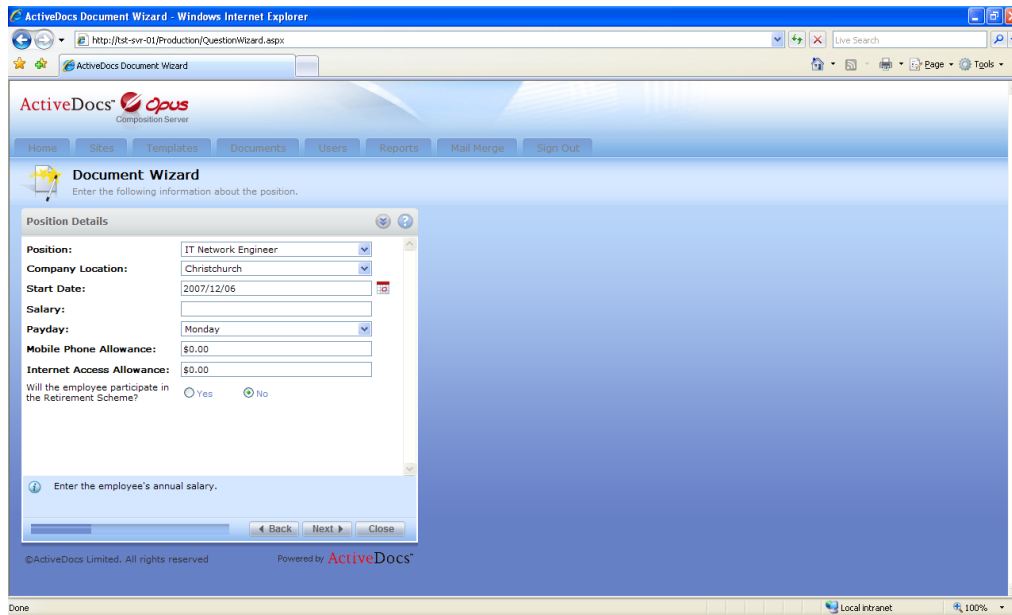 ActiveDocs Document Wizard - Windows Internet Explorer
http://tst-svr-01/Production/QuestionWizard.aspx
Live Search
ActiveDocs Document Wizard
Page
Tools
ActiveDocs Opus
Composition Server
Home Sites Templates Documents Users Reports Mail Merge Sign Out
Document Wizard
Enter the following information about the position.
Position Details
Position: IT Network Engineer
Company Location: Christchurch
Start Date: 2007/12/06
Salary:
Payday: Monday
Mobile Phone Allowance: $0.00
Internet Access Allowance: $0.00
Will the employee participate in
the Retirement Scheme? Yes No
Enter the employee's annual salary.
Back Next Close
©ActiveDocs Limited. All rights reserved Powered by ActiveDocs™
Done Local intranet 100%